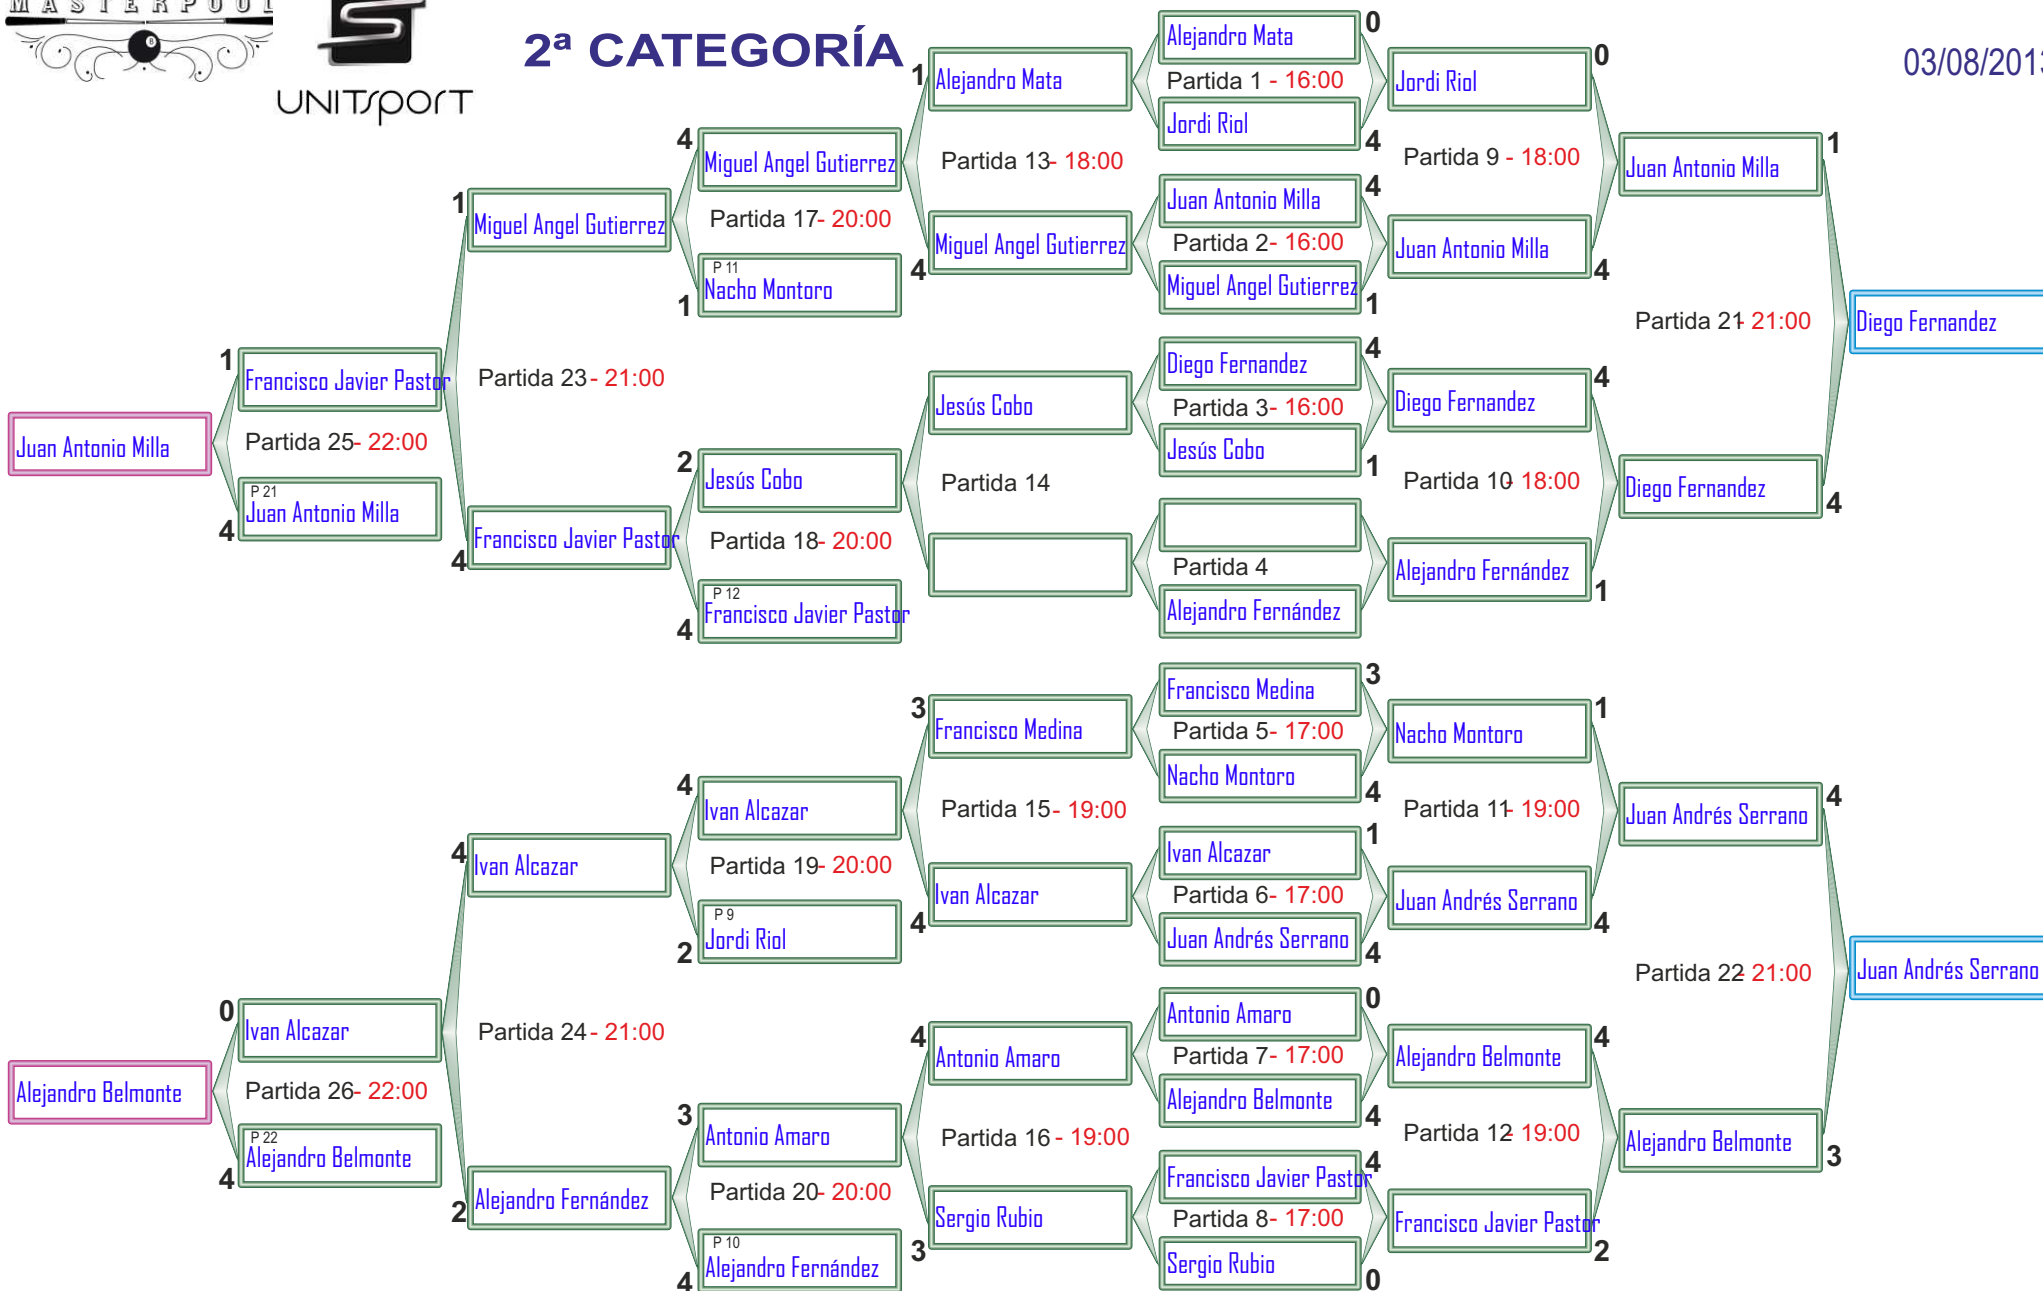 MASTERPOOL
UNITSPORT
2ª CATEGORÍA
03/08/2013
Alejandro Mata
0
Partida 1 - 16:00
Jordi Riol
4
Juan Antonio Milla
4
Partida 2- 16:00
Miguel Angel Gutierrez
1
Diego Fernandez
4
Partida 3- 16:00
Jesús Cobo
1
Partida 4
Alejandro Fernández
Francisco Medina
3
Partida 5- 17:00
Nacho Montoro
4
Ivan Alcazar
1
Partida 6- 17:00
Juan Andrés Serrano
4
Antonio Amaro
0
Partida 7- 17:00
Alejandro Belmonte
4
Francisco Javier Pastor
4
Partida 8- 17:00
Sergio Rubio
0
Jordi Riol
0
Partida 9 - 18:00
Juan Antonio Milla
4
Diego Fernandez
4
Partida 10- 18:00
Alejandro Fernández
1
Nacho Montoro
1
Partida 11- 19:00
Juan Andrés Serrano
4
Alejandro Belmonte
4
Partida 12- 19:00
Francisco Javier Pastor
2
Juan Antonio Milla
1
Partida 21- 21:00
Diego Fernandez
4
Juan Andrés Serrano
4
Partida 22- 21:00
Alejandro Belmonte
3
Diego Fernandez
Juan Andrés Serrano
1
Alejandro Mata
Partida 13- 18:00
Miguel Angel Gutierrez
4
Jesús Cobo
Partida 14
3
Francisco Medina
Partida 15- 19:00
Ivan Alcazar
4
4
Antonio Amaro
Partida 16 - 19:00
Sergio Rubio
3
4
Miguel Angel Gutierrez
Partida 17- 20:00
P 11
Nacho Montoro
1
2
Jesús Cobo
Partida 18- 20:00
P 12
Francisco Javier Pastor
4
4
Ivan Alcazar
Partida 19- 20:00
P 9
Jordi Riol
2
3
Antonio Amaro
Partida 20- 20:00
P 10
Alejandro Fernández
4
1
Miguel Angel Gutierrez
Partida 23- 21:00
Francisco Javier Pastor
4
4
Ivan Alcazar
Partida 24- 21:00
Alejandro Fernández
2
1
Francisco Javier Pastor
Partida 25- 22:00
P 21
Juan Antonio Milla
4
0
Ivan Alcazar
Partida 26- 22:00
P 22
Alejandro Belmonte
4
Juan Antonio Milla
Alejandro Belmonte